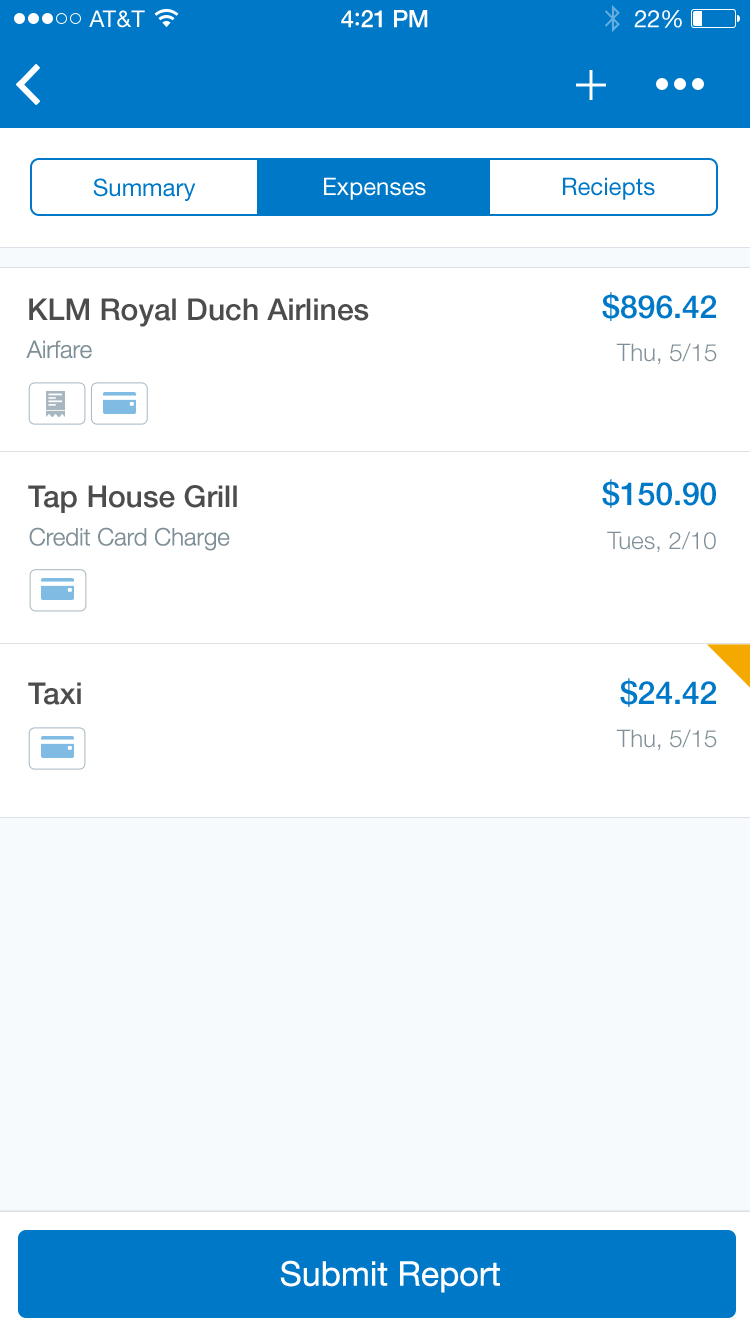 AT&T 4:21 PM 22%
Summary Expenses Reciepts
KLM Royal Duch Airlines $896.42
Airfare Thu, 5/15
Tap House Grill $150.90
Credit Card Charge Tues, 2/10
Taxi $24.42
Thu, 5/15
Submit Report